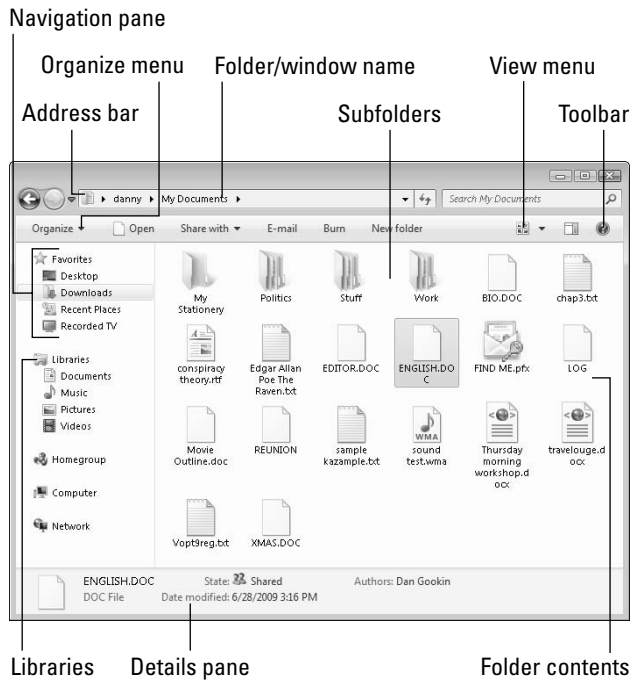 Navigation pane
Organize menu Folder/window name View menu
Address bar Subfolders Toolbar
danny My Documents Search My Documents
Organize Open Share with E-mail Burn New folder
Favorites
Desktop
Downloads
Recent Places
Recorded TV
Libraries
Documents
Music
Pictures
Videos
Homegroup
Computer
Network
My
Stationery
Politics
Stuff
Work
BIO.DOC
chap3.txt
conspiracy
theory.rtf
Edgar Allan
Poe The
Raven.txt
EDITOR.DOC
ENGLISH.DO
C
FIND ME.pfx
LOG
Movie
Outline.doc
REUNION
sample
kazample.txt
WMA
sound
test.wma
Thursday
morning
workshop.d
ocx
travelouge.d
ocx
Vopt9reg.txt
XMAS.DOC
ENGLISH.DOC State: Shared Authors: Dan Gookin
DOC File Date modified: 6/28/2009 3:16 PM
Libraries Details pane Folder contents